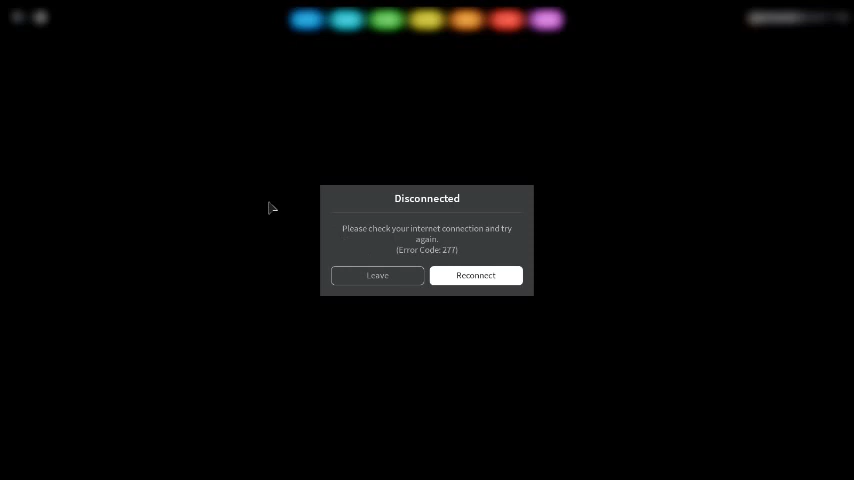 Disconnected
Please check your internet connection and try
again.
(Error Code: 277)
Leave
Reconnect